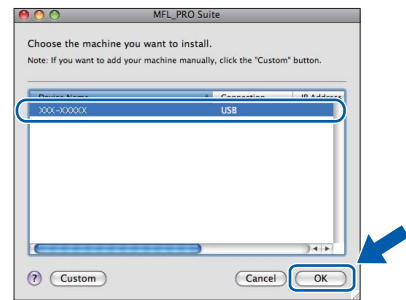 MFL_PRO Suite
Choose the machine you want to install.
Note: If you want to add your machine manually, click the "Custom" button.
Device Name Connection IP Address
XXX-XXXXX USB
? Custom Cancel OK